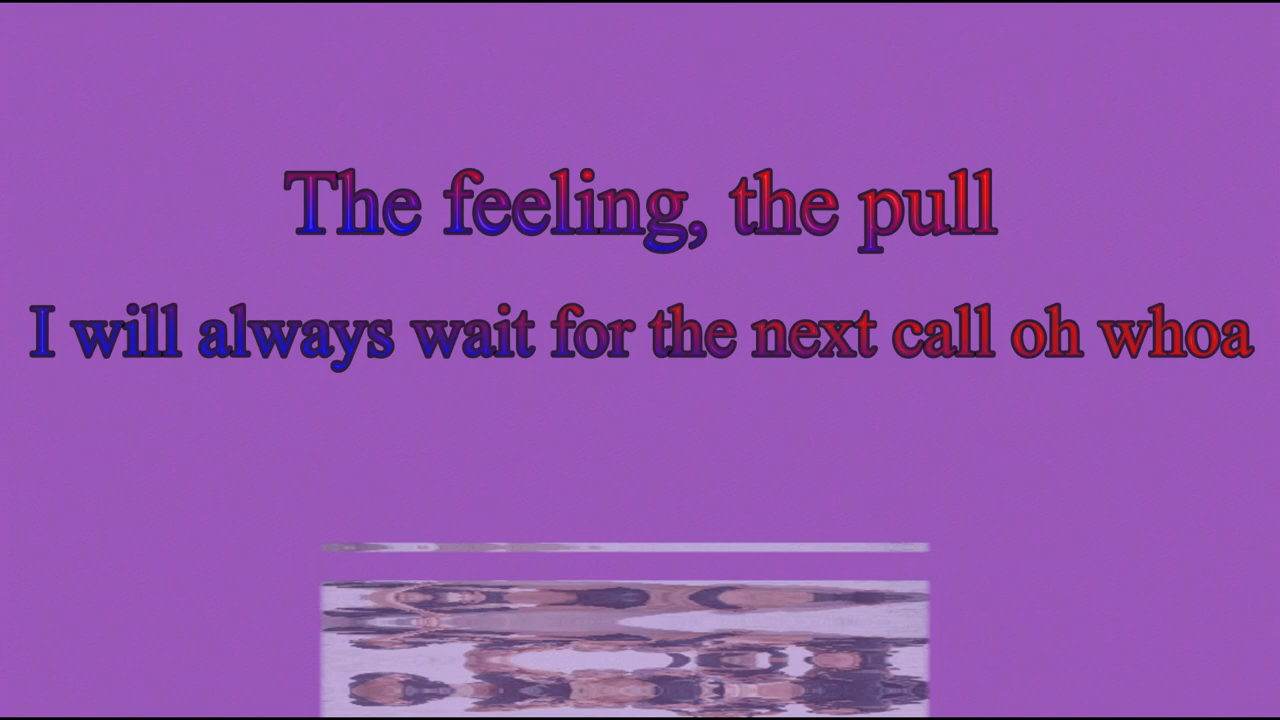 The feeling, the pull
I will always wait for the next call oh whoa